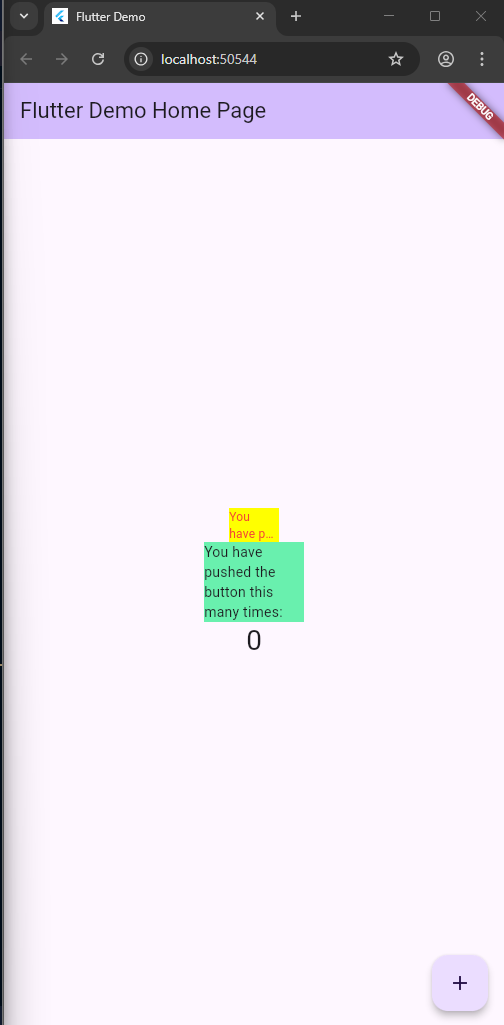 Flutter Demo
localhost:50544
Flutter Demo Home Page
DEBUG
You
have p...
You have
pushed the
button this
many times:
0